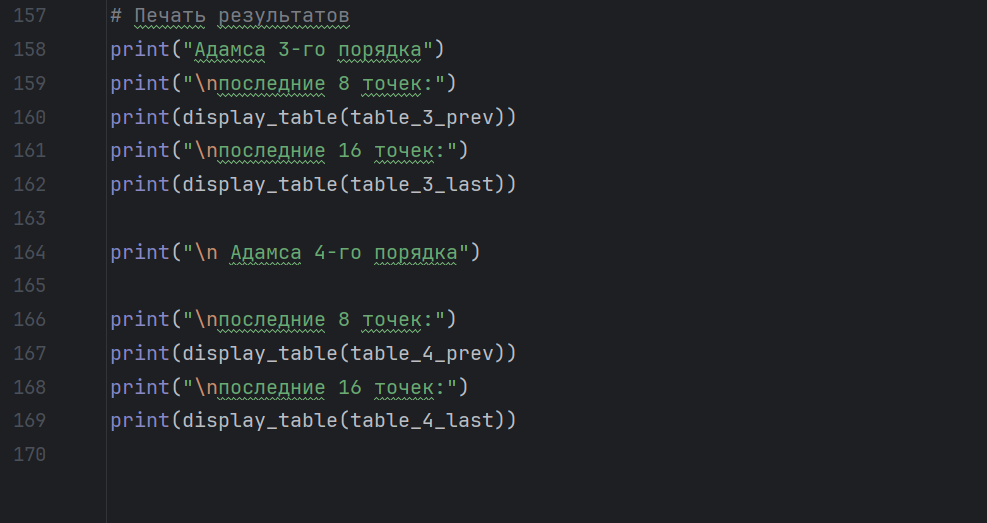 157 # Печать результатов
158 print("Адамса 3-го порядка")
159 print("\nпоследние 8 точек:")
160 print(display_table(table_3_prev))
161 print("\nпоследние 16 точек:")
162 print(display_table(table_3_last))
163
164 print("\n Адамса 4-го порядка")
165
166 print("\nпоследние 8 точек:")
167 print(display_table(table_4_prev))
168 print("\nпоследние 16 точек:")
169 print(display_table(table_4_last))
170